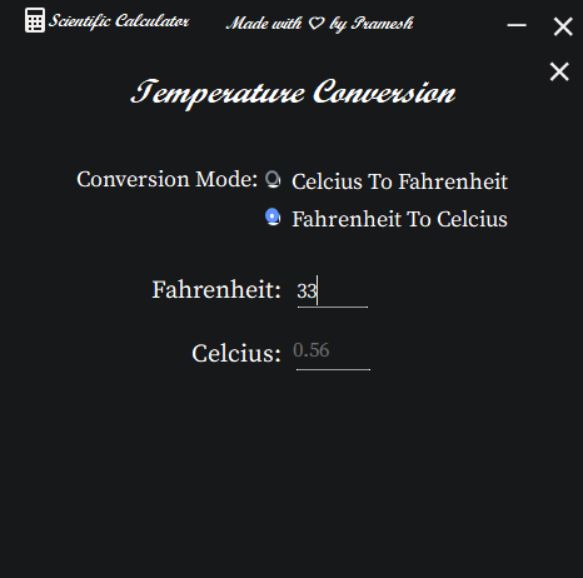 Scientific Calculator Made with ♡ by Pramesh
Temperature Conversion
Conversion Mode: Celcius To Fahrenheit
Fahrenheit To Celcius
Fahrenheit: 33
Celcius: 0.56